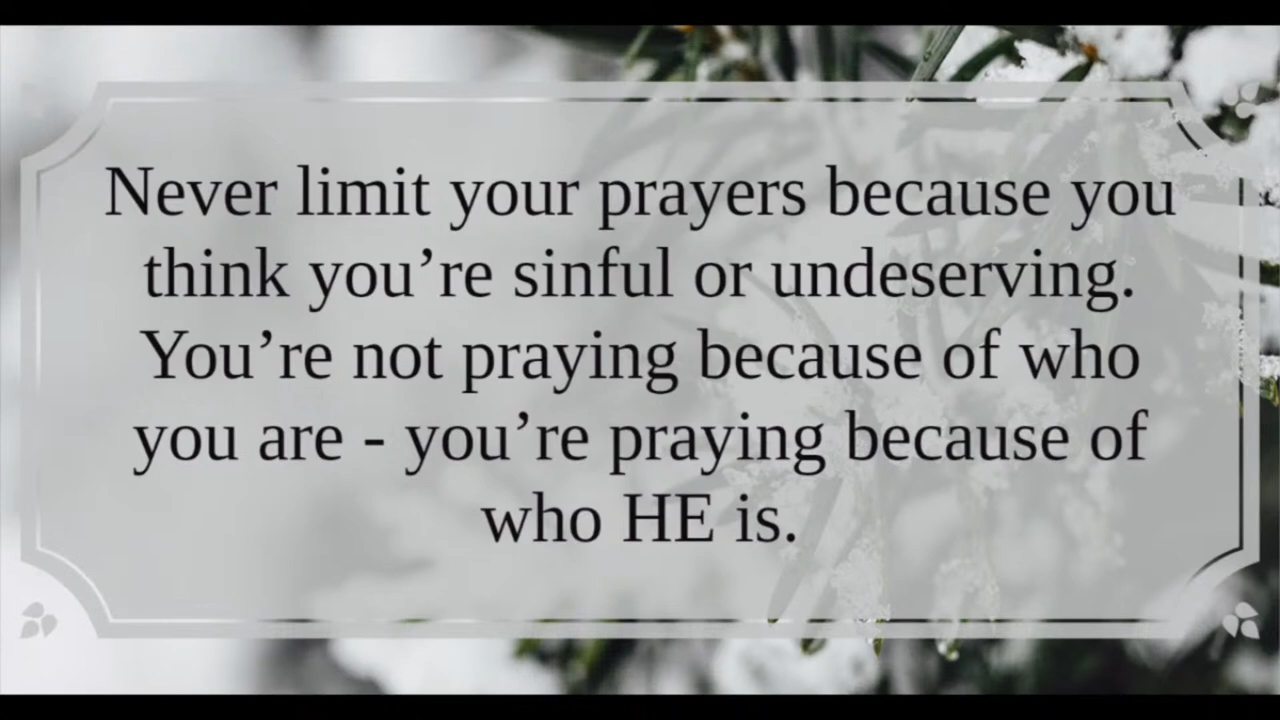 Never limit your prayers because you
think you’re sinful or undeserving.
You’re not praying because of who
you are - you’re praying because of
who HE is.